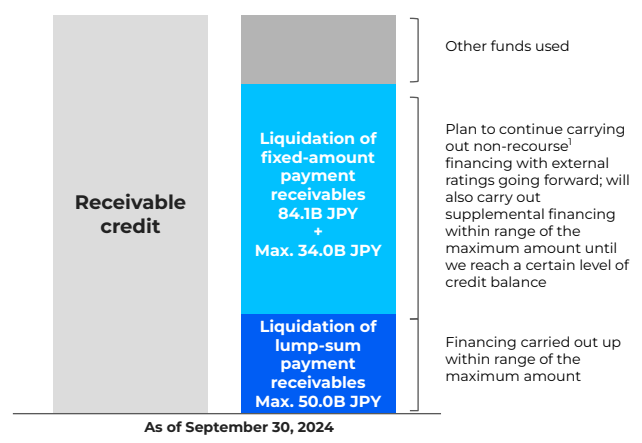 Receivable
credit
Liquidation of
fixed-amount
payment
receivables
84.1B JPY
+
Max. 34.0B JPY
Liquidation of
lump-sum
payment
receivables
Max. 50.0B JPY
Other funds used
Plan to continue carrying
out non-recourse1
financing with external
ratings going forward; will
also carry out
supplemental financing
within range of the
maximum amount until
we reach a certain level of
credit balance
Financing carried out up
within range of the
maximum amount
As of September 30, 2024